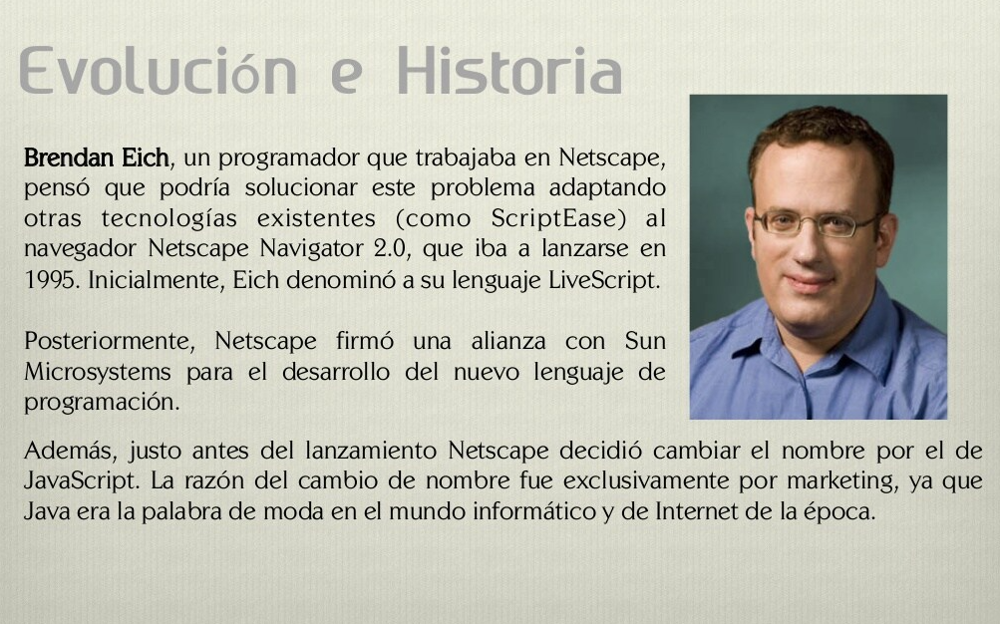 Evolución e Historia
Brendan Eich, un programador que trabajaba en Netscape,
pensó que podría solucionar este problema adaptando
otras tecnologías existentes (como ScriptEase) al
navegador Netscape Navigator 2.0, que iba a lanzarse en
1995. Inicialmente, Eich denominó a su lenguaje LiveScript.
Posteriormente, Netscape firmó una alianza con Sun
Microsystems para el desarrollo del nuevo lenguaje de
programación.
Además, justo antes del lanzamiento Netscape decidió cambiar el nombre por el de
JavaScript. La razón del cambio de nombre fue exclusivamente por marketing, ya que
Java era la palabra de moda en el mundo informático y de Internet de la época.